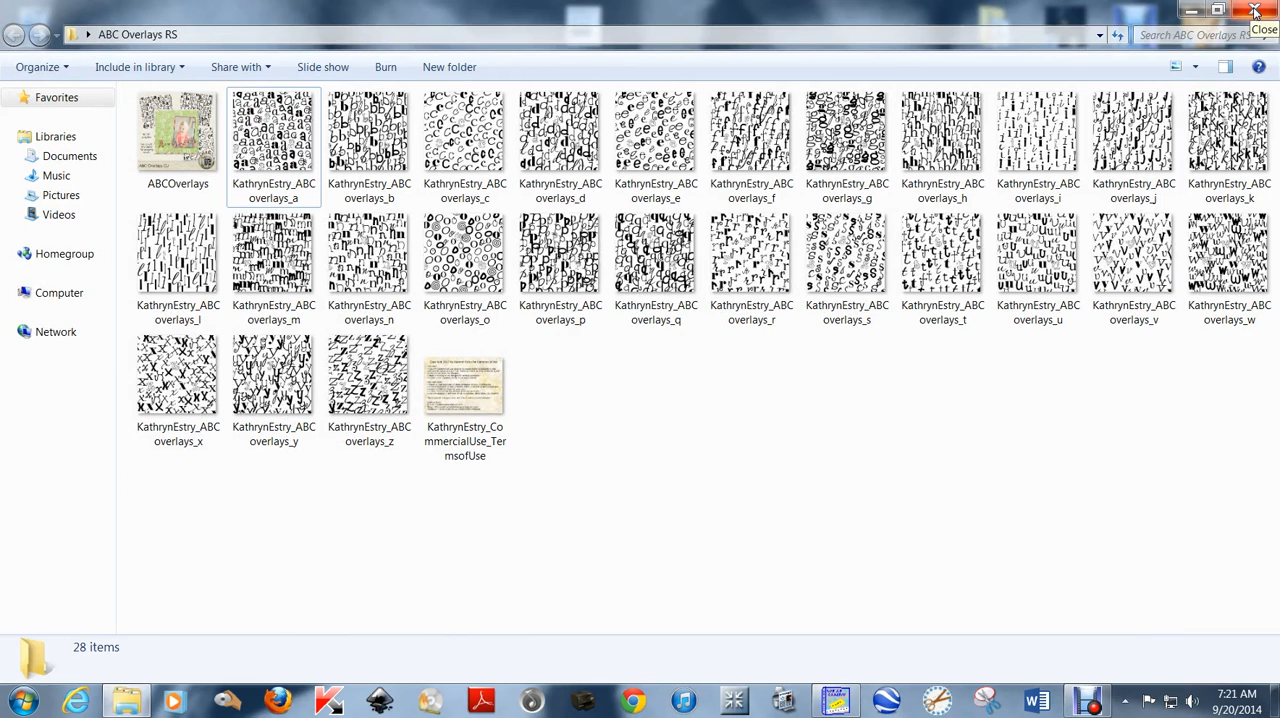 ABC Overlays RS
Search ABC Overlays RS
Close
Organize
Include in library
Share with
Slide show
Burn
New folder
Favorites
Libraries
Documents
Music
Pictures
Videos
Homegroup
Computer
Network
ABCOverlays
KathrynEstry_ABC
overlays_a
KathrynEstry_ABC
overlays_b
KathrynEstry_ABC
overlays_c
KathrynEstry_ABC
overlays_d
KathrynEstry_ABC
overlays_e
KathrynEstry_ABC
overlays_f
KathrynEstry_ABC
overlays_g
KathrynEstry_ABC
overlays_h
KathrynEstry_ABC
overlays_i
KathrynEstry_ABC
overlays_j
KathrynEstry_ABC
overlays_k
KathrynEstry_ABC
overlays_l
KathrynEstry_ABC
overlays_m
KathrynEstry_ABC
overlays_n
KathrynEstry_ABC
overlays_o
KathrynEstry_ABC
overlays_p
KathrynEstry_ABC
overlays_q
KathrynEstry_ABC
overlays_r
KathrynEstry_ABC
overlays_s
KathrynEstry_ABC
overlays_t
KathrynEstry_ABC
overlays_u
KathrynEstry_ABC
overlays_v
KathrynEstry_ABC
overlays_w
KathrynEstry_ABC
overlays_x
KathrynEstry_ABC
overlays_y
KathrynEstry_ABC
overlays_z
KathrynEstry_Co
mmercialUse_Ter
msofUse
28 items
7:21 AM
9/20/2014